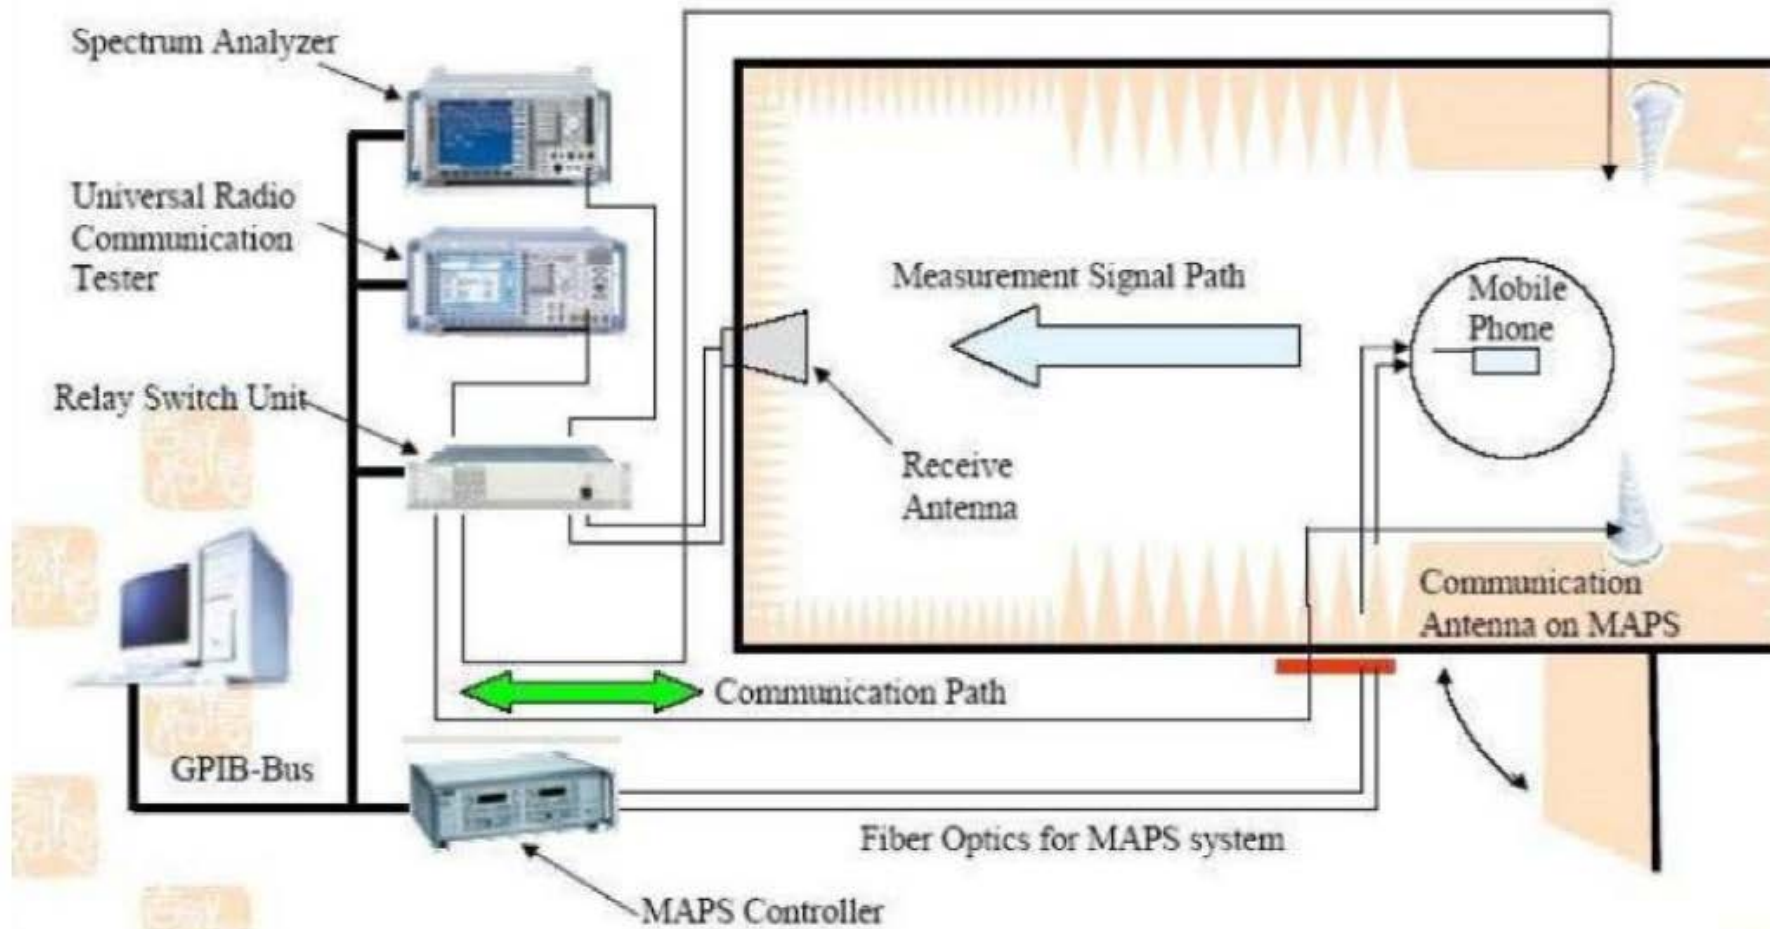 Spectrum Analyzer
Universal Radio
Communication
Tester
Relay Switch Unit
GPIB-Bus
MAPS Controller
Measurement Signal Path
Mobile
Phone
Receive
Antenna
Communication
Antenna on MAPS
Communication Path
Fiber Optics for MAPS system